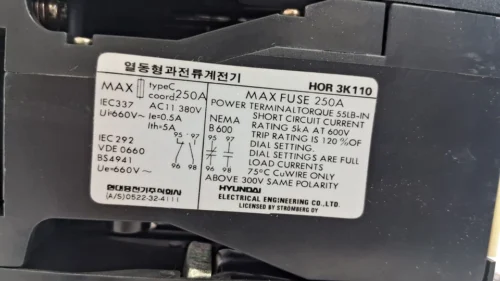 열동형과전류계전기
HOR 3K110
MAX typeC coord. 250A
IEC337 AC11 380V
Ui=660V~ Ie=0.5A
Ith=5A
IEC 292
VDE 0660
BS4941
Ue=660V~
95 97
96 98
(A/S)0522-32-4111
MAX FUSE 250A
POWER TERMINALTORQUE 55LB-IN
NEMA SHORT CIRCUIT CURRENT
B600 RATING 5kA AT 600V
TRIP RATING IS 120% OF
DIAL SETTING.
DIAL SETTINGS ARE FULL
LOAD CURRENTS
75°C CuWIRE ONLY
95 97
96 98
ABOVE 300V SAME POLARITY
HYUNDAI
ELECTRICAL ENGINEERING CO.,LTD.
LICENSED BY STROMBERG OY